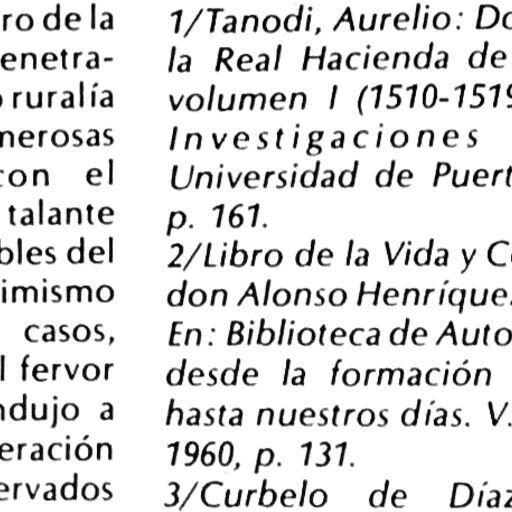 ro de la
enetra-
ruralía
nerosas
con el
talante
bles del
imismo
casos,
l fervor
ndujo a
eración
ervados
1/Tanodi, Aurelio: Do
la Real Hacienda de
volumen I (1510-1519
Investigaciones
Universidad de Puert
p. 161.
2/Libro de la Vida y Co
don Alonso Henríque
En: Biblioteca de Auto
desde la formación
hasta nuestros días. V.
1960, p. 131.
3/Curbelo de Díaz